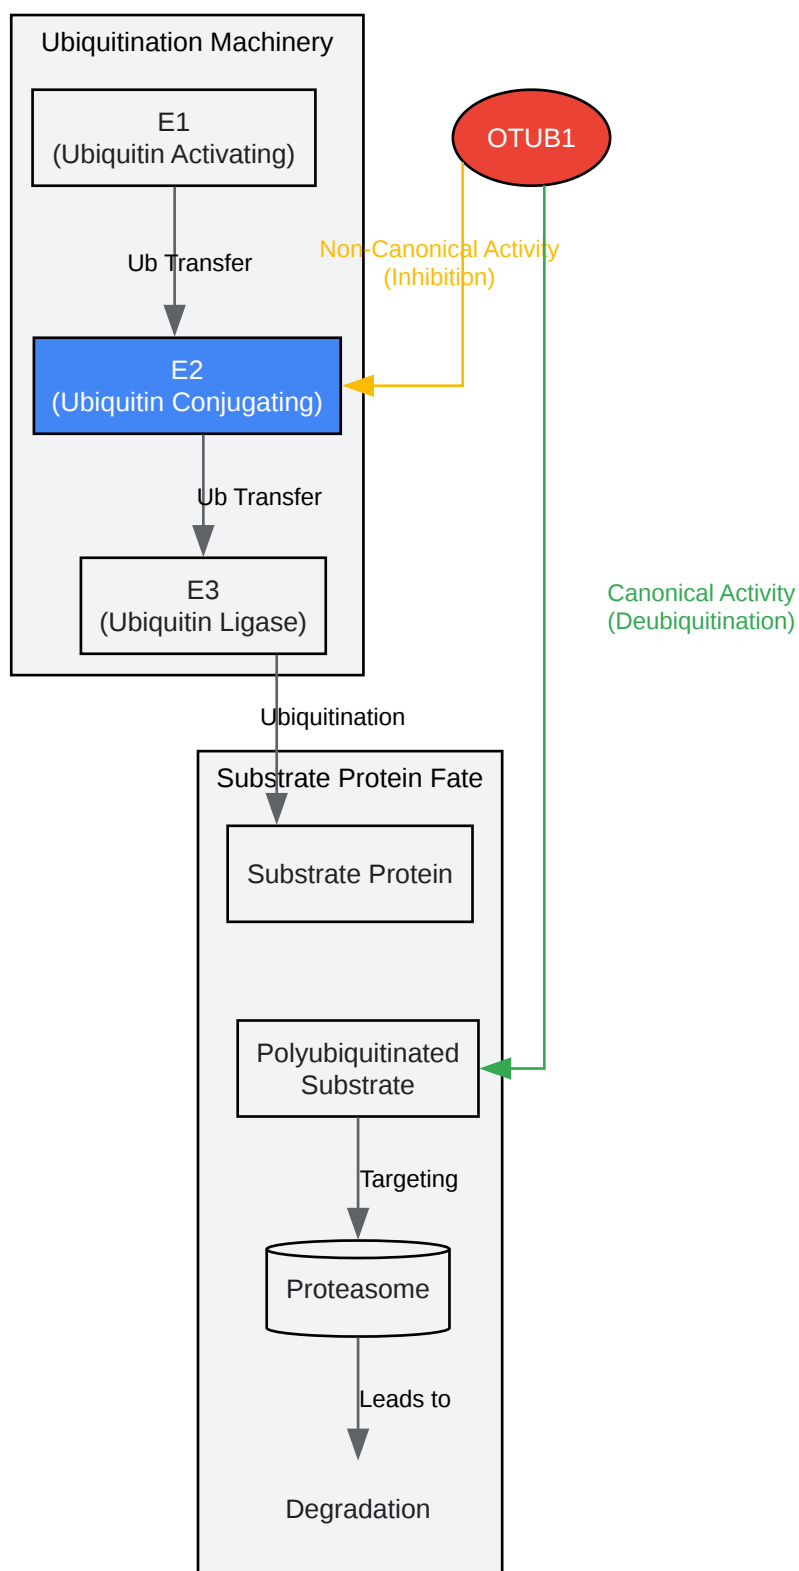 Ubiquitination Machinery
E1
(Ubiquitin Activating)
OTUB1
Ub Transfer
Non-Canonical Activity
(Inhibition)
E2
(Ubiquitin Conjugating)
Ub Transfer
E3
(Ubiquitin Ligase)
Canonical Activity
(Deubiquitination)
Ubiquitination
Substrate Protein Fate
Substrate Protein
Polyubiquitinated
Substrate
Targeting
Proteasome
Leads to
Degradation